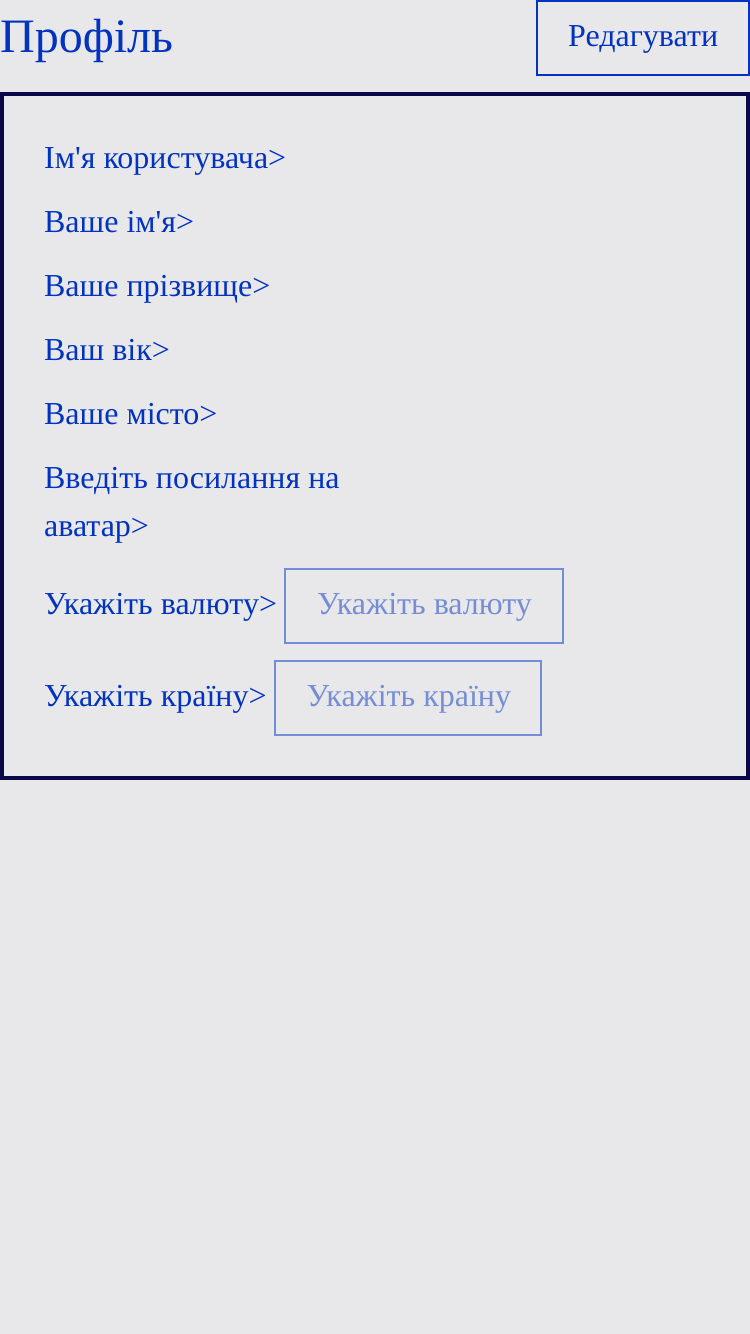 Профіль
Редагувати
Ім'я користувача>
Ваше ім'я>
Ваше прізвище>
Ваш вік>
Ваше місто>
Введіть посилання на
аватар>
Укажіть валюту> Укажіть валюту
Укажіть країну> Укажіть країну